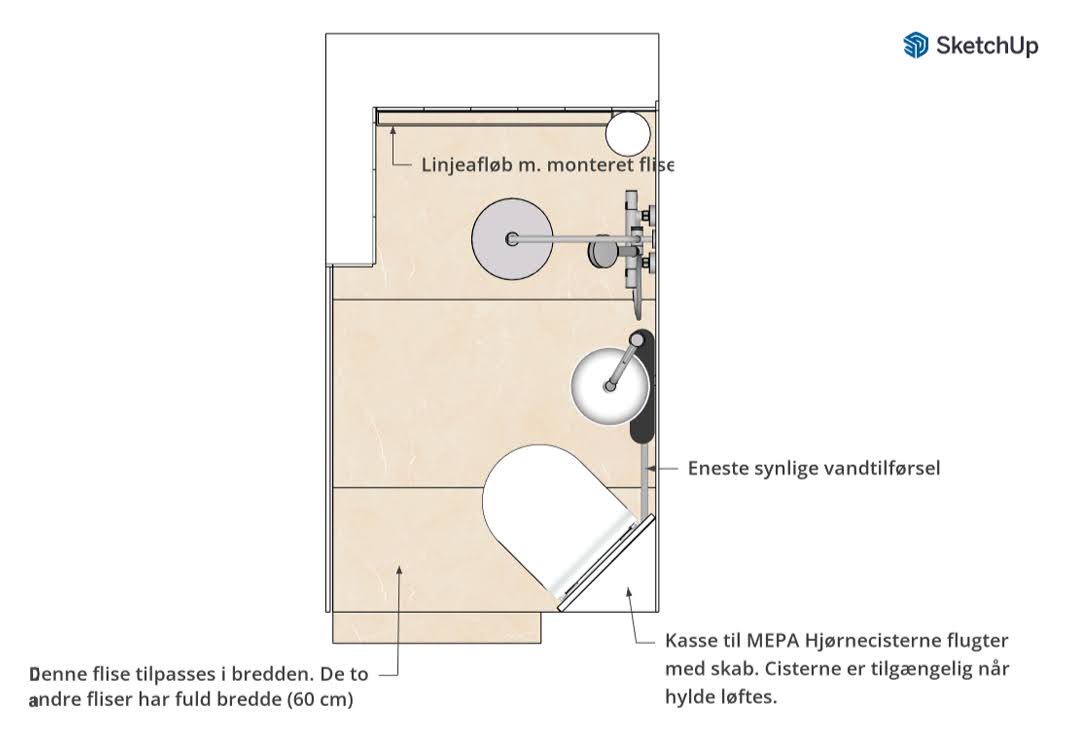 SketchUp
Linjeafløb m. monteret flise
Eneste synlige vandtilførsel
Kasse til MEPA Hjørnecisterne flugter
med skab. Cisterne er tilgængelig når
hylde løftes.
Denne flise tilpasses i bredden. De to
andre fliser har fuld bredde (60 cm)